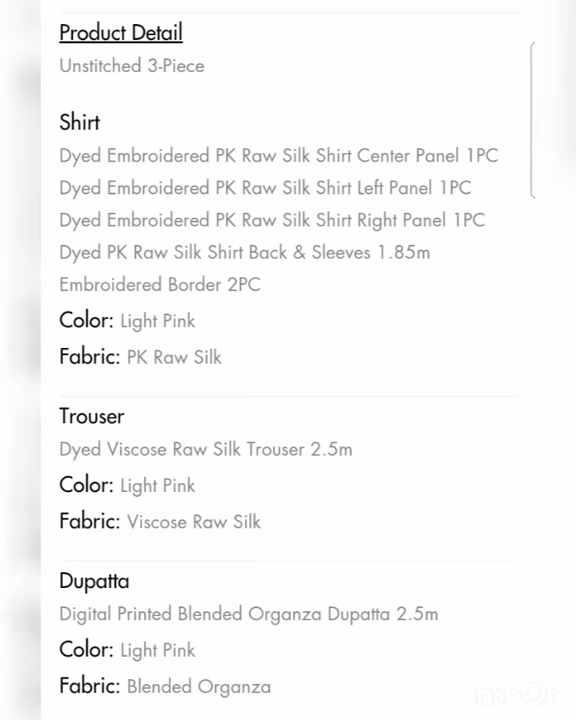 Product Detail
Unstitched 3-Piece
Shirt
Dyed Embroidered PK Raw Silk Shirt Center Panel 1PC
Dyed Embroidered PK Raw Silk Shirt Left Panel 1PC
Dyed Embroidered PK Raw Silk Shirt Right Panel 1PC
Dyed PK Raw Silk Shirt Back & Sleeves 1.85m
Embroidered Border 2PC
Color: Light Pink
Fabric: PK Raw Silk
Trouser
Dyed Viscose Raw Silk Trouser 2.5m
Color: Light Pink
Fabric: Viscose Raw Silk
Dupatta
Digital Printed Blended Organza Dupatta 2.5m
Color: Light Pink
Fabric: Blended Organza